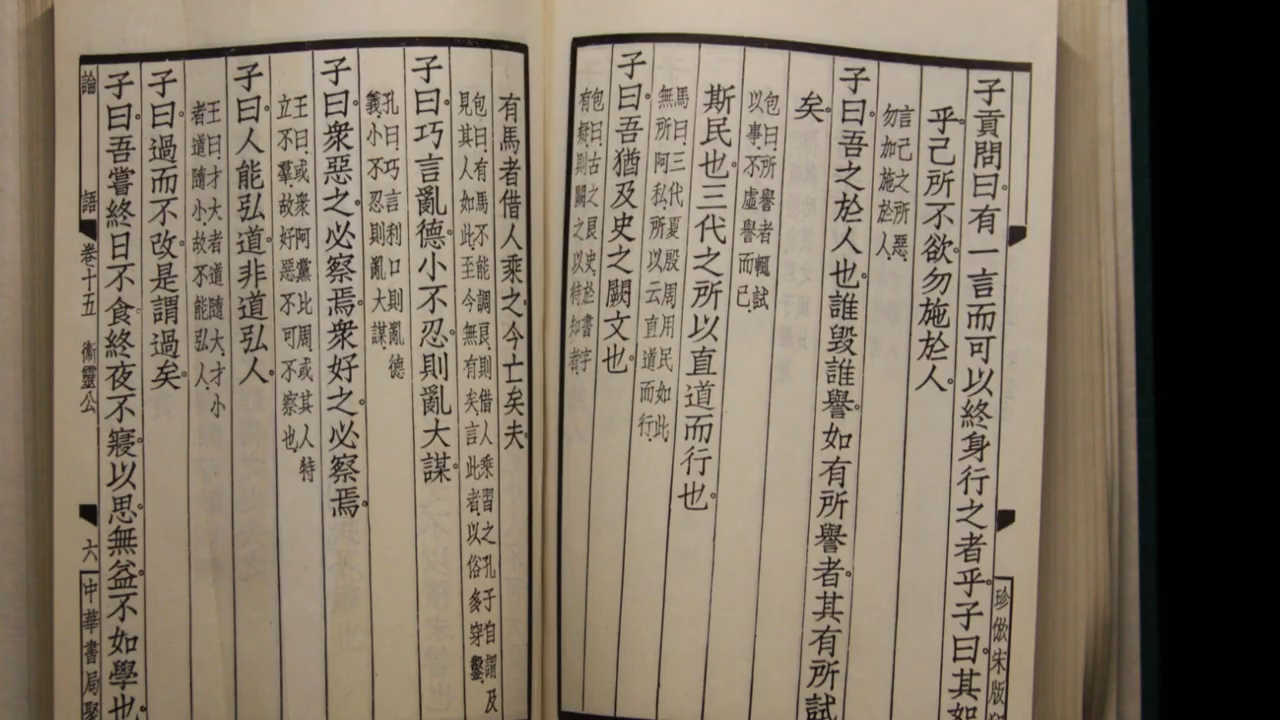 珍倣宋版
子貢問曰有一言而可以終身行之者乎子曰其恕
乎己所不欲勿施於人
言己之所惡
勿加施於人
子曰吾之於人也誰毀誰譽如有所譽者其有所試
矣
包曰所譽者輒試
以事不虛譽而已
斯民也三代之所以直道而行也
馬曰三代夏殷周用民如此
無所阿私所以云直道而行
子曰吾猶及史之闕文也
包曰古之良史於書字
有疑則闕之以待知者
有馬者借人乘之今亡矣夫
包曰有馬不能調良則借人乘習之孔子自謂及
見其人如此至今無有矣言此者以俗多穿鑿
子曰巧言亂德小不忍則亂大謀
孔曰巧言利口則亂德
義小不忍則亂大謀
子曰衆惡之必察焉衆好之必察焉
王曰或衆阿黨比周或其人特
立不羣故好惡不可不察也
子曰人能弘道非道弘人
王曰才大者道隨大才小
者道隨小故不能弘人
子曰過而不改是謂過矣
子曰吾嘗終日不食終夜不寢以思無益不如學也
論語 卷十五 衞靈公 六 中華書局聚